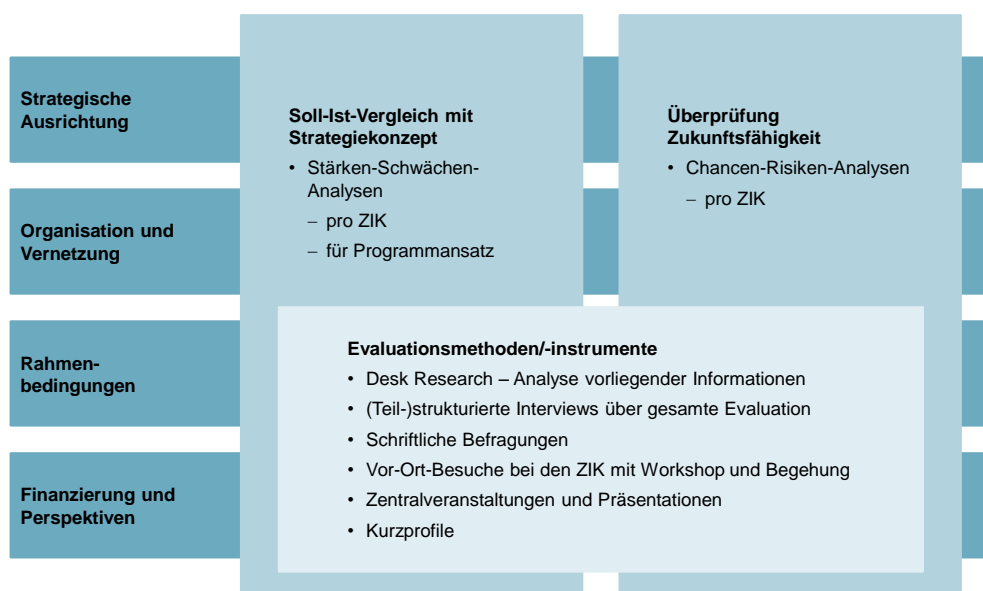 Strategische
Ausrichtung
Organisation und
Vernetzung
Rahmen-
bedingungen
Finanzierung und
Perspektiven
Soll-Ist-Vergleich mit
Strategiekonzept
• Stärken-Schwächen-
Analysen
– pro ZIK
– für Programmansatz
Überprüfung
Zukunftsfähigkeit
• Chancen-Risiken-Analysen
– pro ZIK
Evaluationsmethoden/-instrumente
• Desk Research – Analyse vorliegender Informationen
• (Teil-)strukturierte Interviews über gesamte Evaluation
• Schriftliche Befragungen
• Vor-Ort-Besuche bei den ZIK mit Workshop und Begehung
• Zentralveranstaltungen und Präsentationen
• Kurzprofile